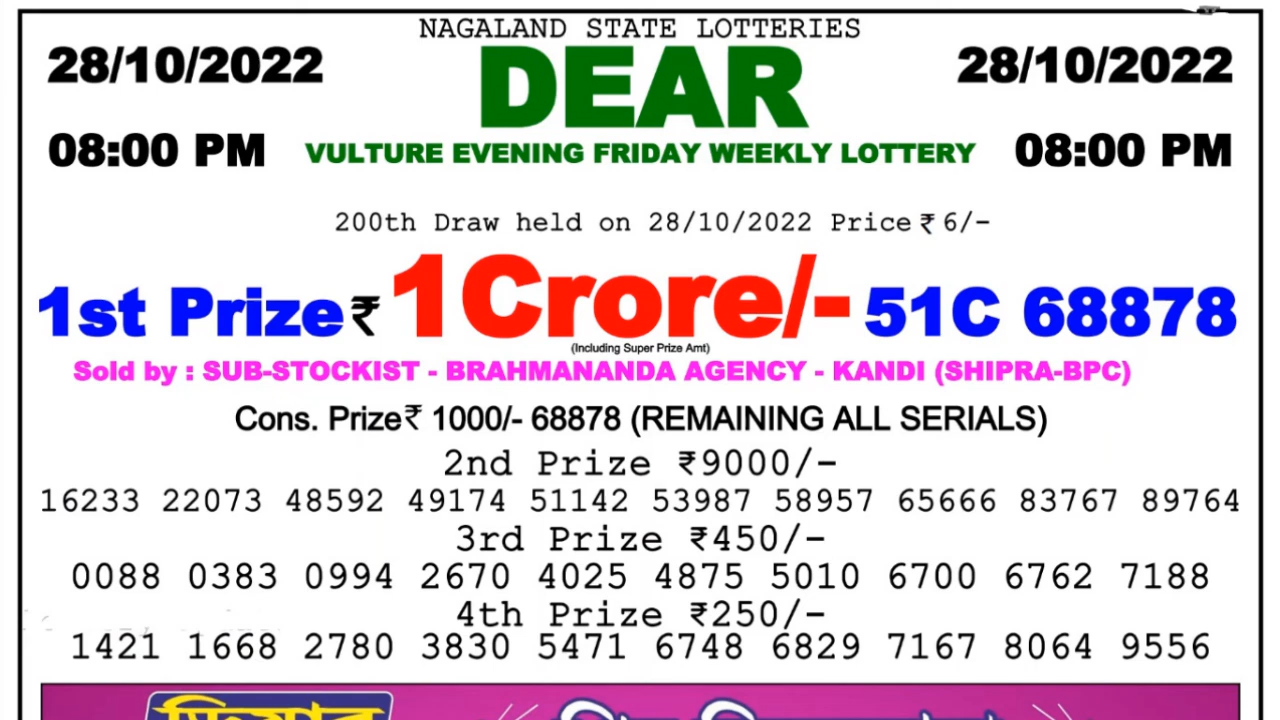 NAGALAND STATE LOTTERIES
28/10/2022 DEAR 28/10/2022
08:00 PM VULTURE EVENING FRIDAY WEEKLY LOTTERY 08:00 PM
200th Draw held on 28/10/2022 Price ₹ 6/-
1st Prize ₹ 1Crore/- 51C 68878
(Including Super Prize Amt)
Sold by : SUB-STOCKIST - BRAHMANANDA AGENCY - KANDI (SHIPRA-BPC)
Cons. Prize ₹ 1000/- 68878 (REMAINING ALL SERIALS)
2nd Prize ₹9000/-
16233 22073 48592 49174 51142 53987 58957 65666 83767 89764
3rd Prize ₹450/-
0088 0383 0994 2670 4025 4875 5010 6700 6762 7188
4th Prize ₹250/-
1421 1668 2780 3830 5471 6748 6829 7167 8064 9556